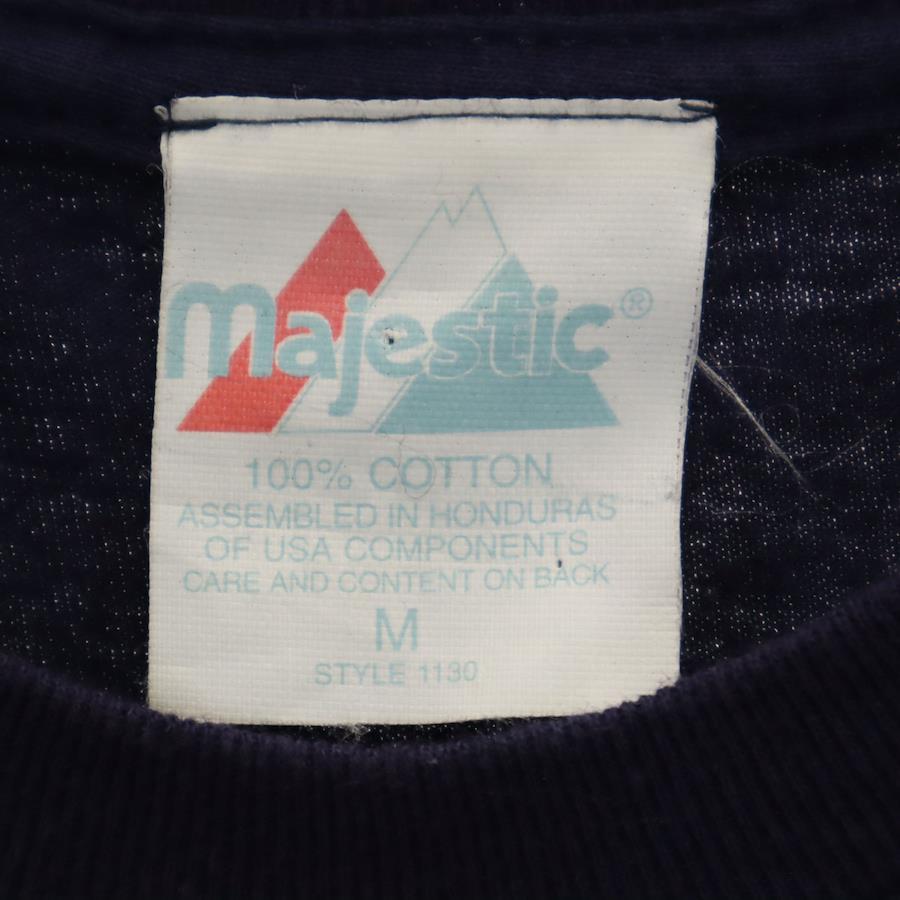 majestic®
100% COTTON
ASSEMBLED IN HONDURAS
OF USA COMPONENTS
CARE AND CONTENT ON BACK
M
STYLE 1130